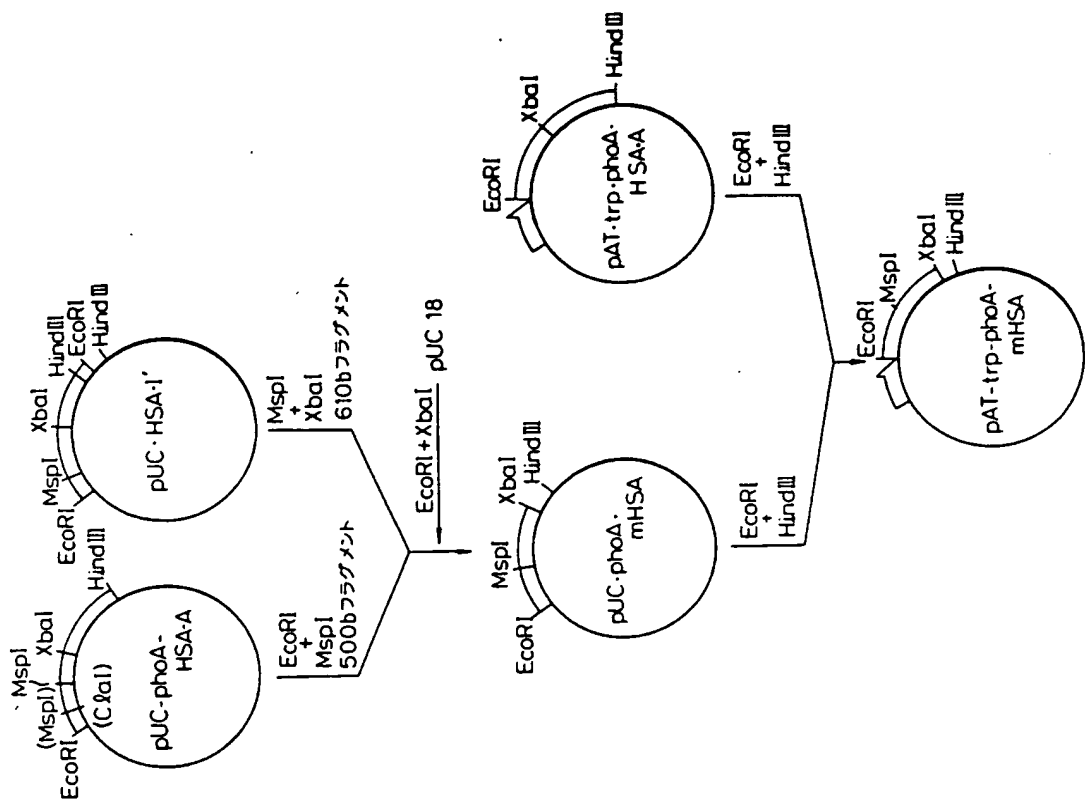 MspI
(MspI)
EcoRI
XbaI
(ClaI)
HindⅢ
pUC-phoA-
HSA-A
EcoRI
MspI
XbaI
HindⅢ
EcoRI
HindⅢ
pUC・HSA・I'
EcoRI
+
MspI
500bフラグメント
MspI
+
XbaI
610bフラグメント
EcoRI+XbaI
pUC 18
EcoRI
MspI
XbaI
HindⅢ
pUC-phoA・
mHSA
EcoRI
XbaI
HindⅢ
pAT・trp・phoA・
HSA・A
EcoRI
+
HindⅢ
EcoRI
+
HindⅢ
EcoRI
MspI
XbaI
HindⅢ
pAT-trp-phoA-
mHSA